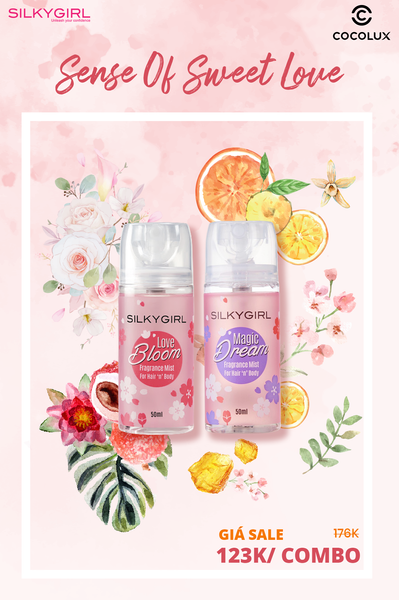 SILKYGIRL
Unleash your confidence
COCOLUX
Sense Of Sweet Love
SILKYGIRL
Love
Bloom
Fragrance Mist
For Hair 'n' Body
50ml
SILKYGIRL
Magic
Dream
Fragrance Mist
For Hair 'n' Body
50ml
GIÁ SALE
176K
123K/ COMBO